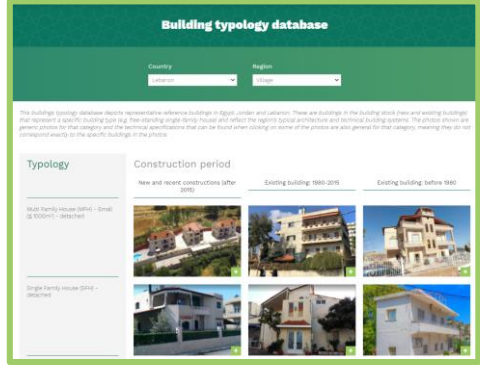 Building typology database
Country
Region
Lebanon
Village
This buildings typology database depicts representative reference buildings in Egypt, Jordan and Lebanon. These are buildings in the building stock (new and existing buildings)
that represent a specific building type (e.g. free-standing single-family house) and reflect the region's typical architecture and technical building systems. The photos shown are
generic photos for that category and the technical specifications that can be found when clicking on some of the photos are also general for that category, meaning they do not
correspond exactly to the specific buildings in the photos.
Typology
Construction period
New and recent constructions (after
2015)
Existing building: 1990-2015
Existing building: before 1990
Multi Family House (MFH) - Small
(≤ 1000m²) - detached
Single Family House (SFH) -
detached